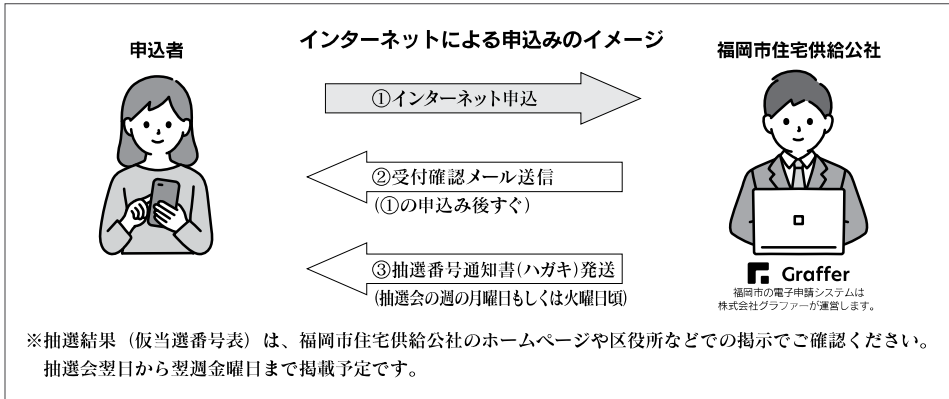 インターネットによる申込みのイメージ
申込者
福岡市住宅供給公社
①インターネット申込
②受付確認メール送信
(①の申込み後すぐ)
③抽選番号通知書(ハガキ)発送
(抽選会の週の月曜日もしくは火曜日頃)
Graffer
福岡市の電子申請システムは
株式会社グラファーが運営します。
※抽選結果（仮当選番号表）は、福岡市住宅供給公社のホームページや区役所などでの掲示でご確認ください。
抽選会翌日から翌週金曜日まで掲載予定です。